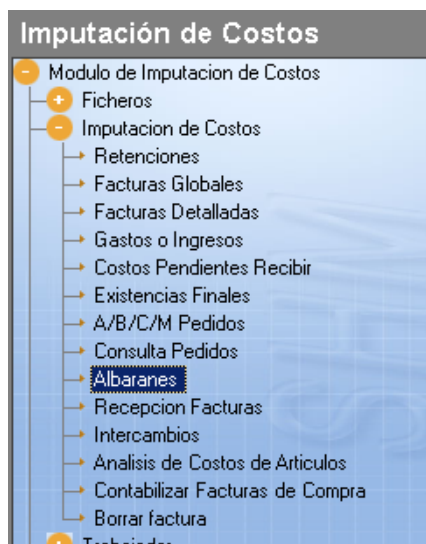 Imputación de Costos
Modulo de Imputacion de Costos
Ficheros
Imputacion de Costos
Retenciones
Facturas Globales
Facturas Detalladas
Gastos o Ingresos
Costos Pendientes Recibir
Existencias Finales
A/B/C/M Pedidos
Consulta Pedidos
Albaranes
Recepcion Facturas
Intercambios
Analisis de Costos de Articulos
Contabilizar Facturas de Compra
Borrar factura